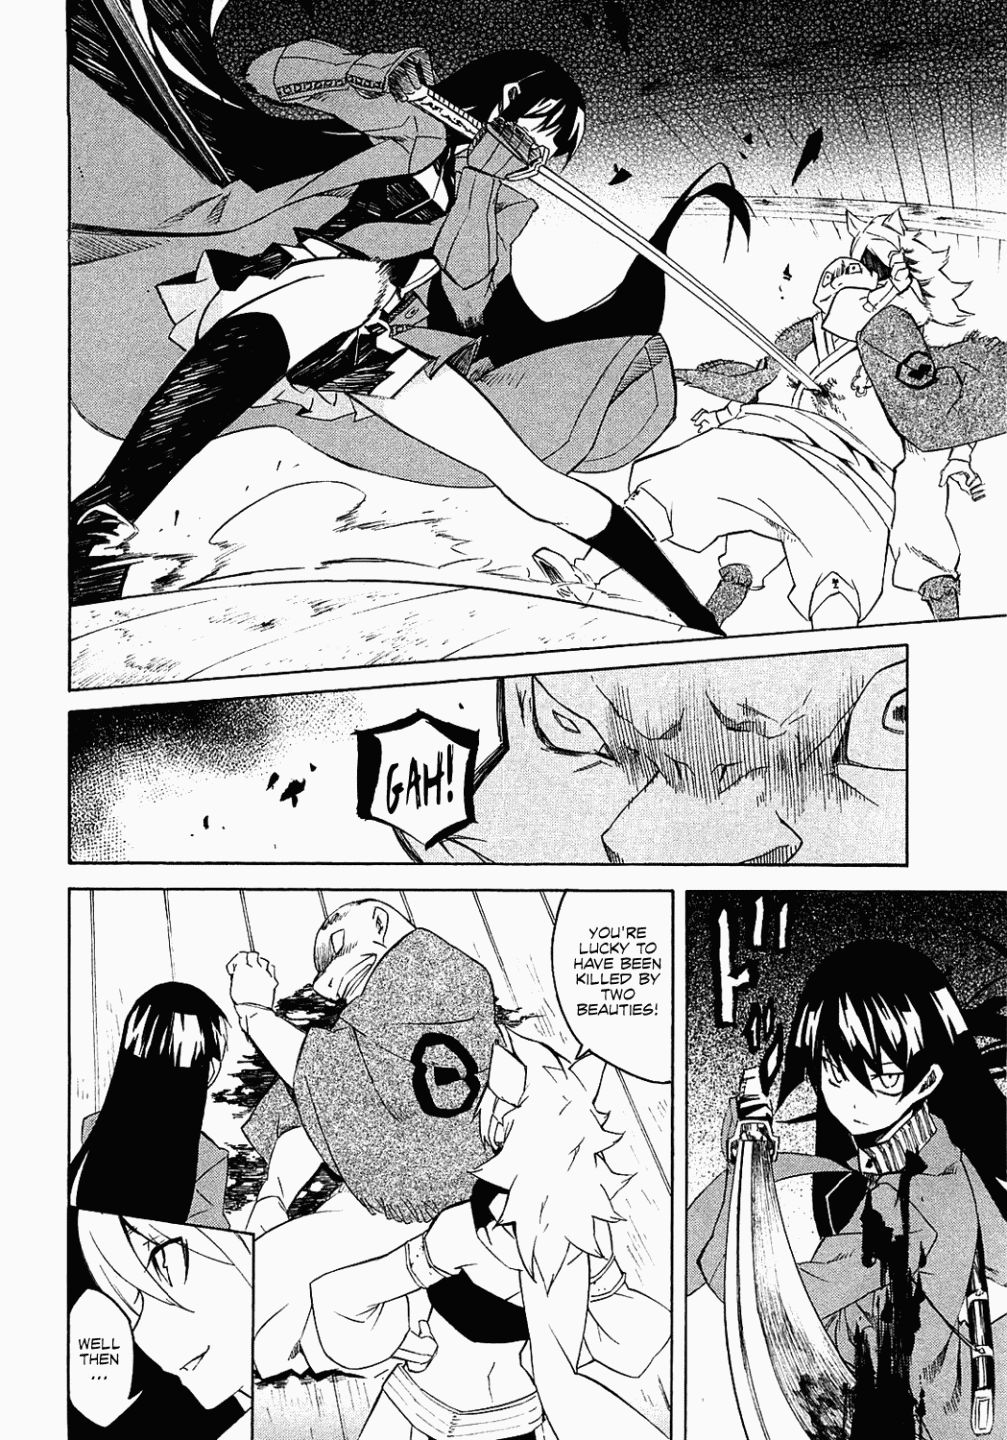 GAH!
YOU'RE
LUCKY TO
HAVE BEEN
KILLED BY
TWO
BEAUTIES!
WELL
THEN
...